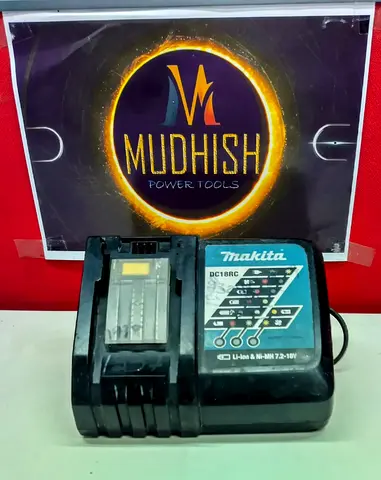 MUDHISH
POWER TOOLS
makita
DC18RC
Li-ion & Ni-MH 7.2-18V